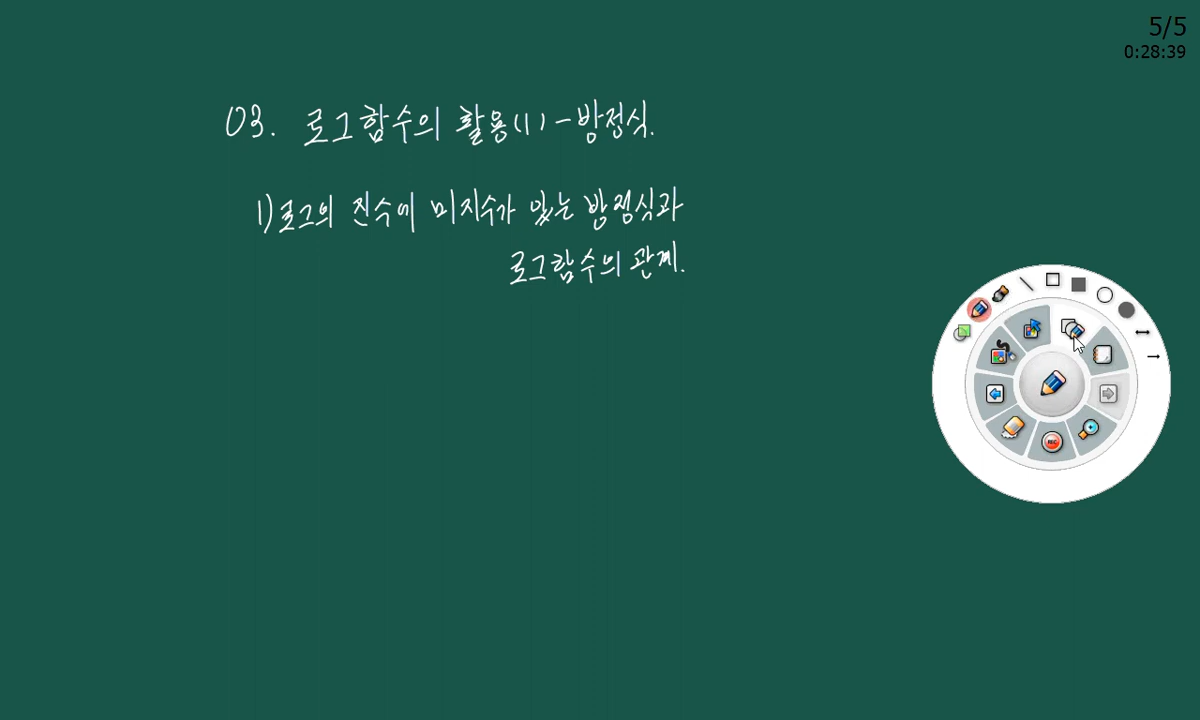 5/5
0:28:39
03. 로그함수의 활용(1) - 방정식.
1) 로그의 진수에 미지수가 있는 방정식과
로그함수의 관계.
REC